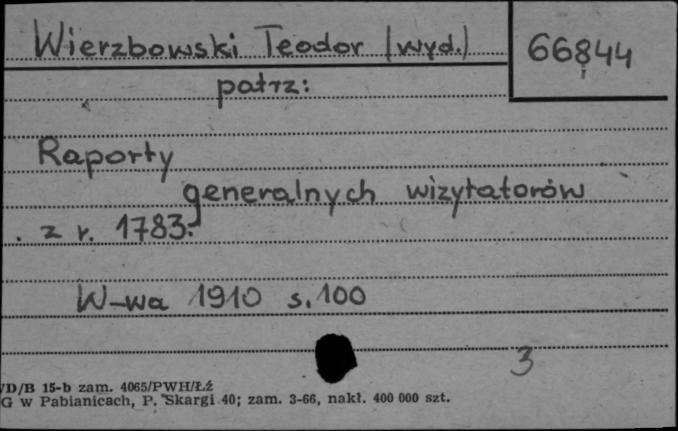 Wierzbowski Teodor (wyd.)
66844
patrz:
Raporty
generalnych wizytatorów
z r. 1783.
W-wa 1910 s. 100
3
/D/B 15-b zam. 4065/PWH/Łź
G w Pabianicach, P. Skargi 40; zam. 3-66, nakł. 400 000 szt.